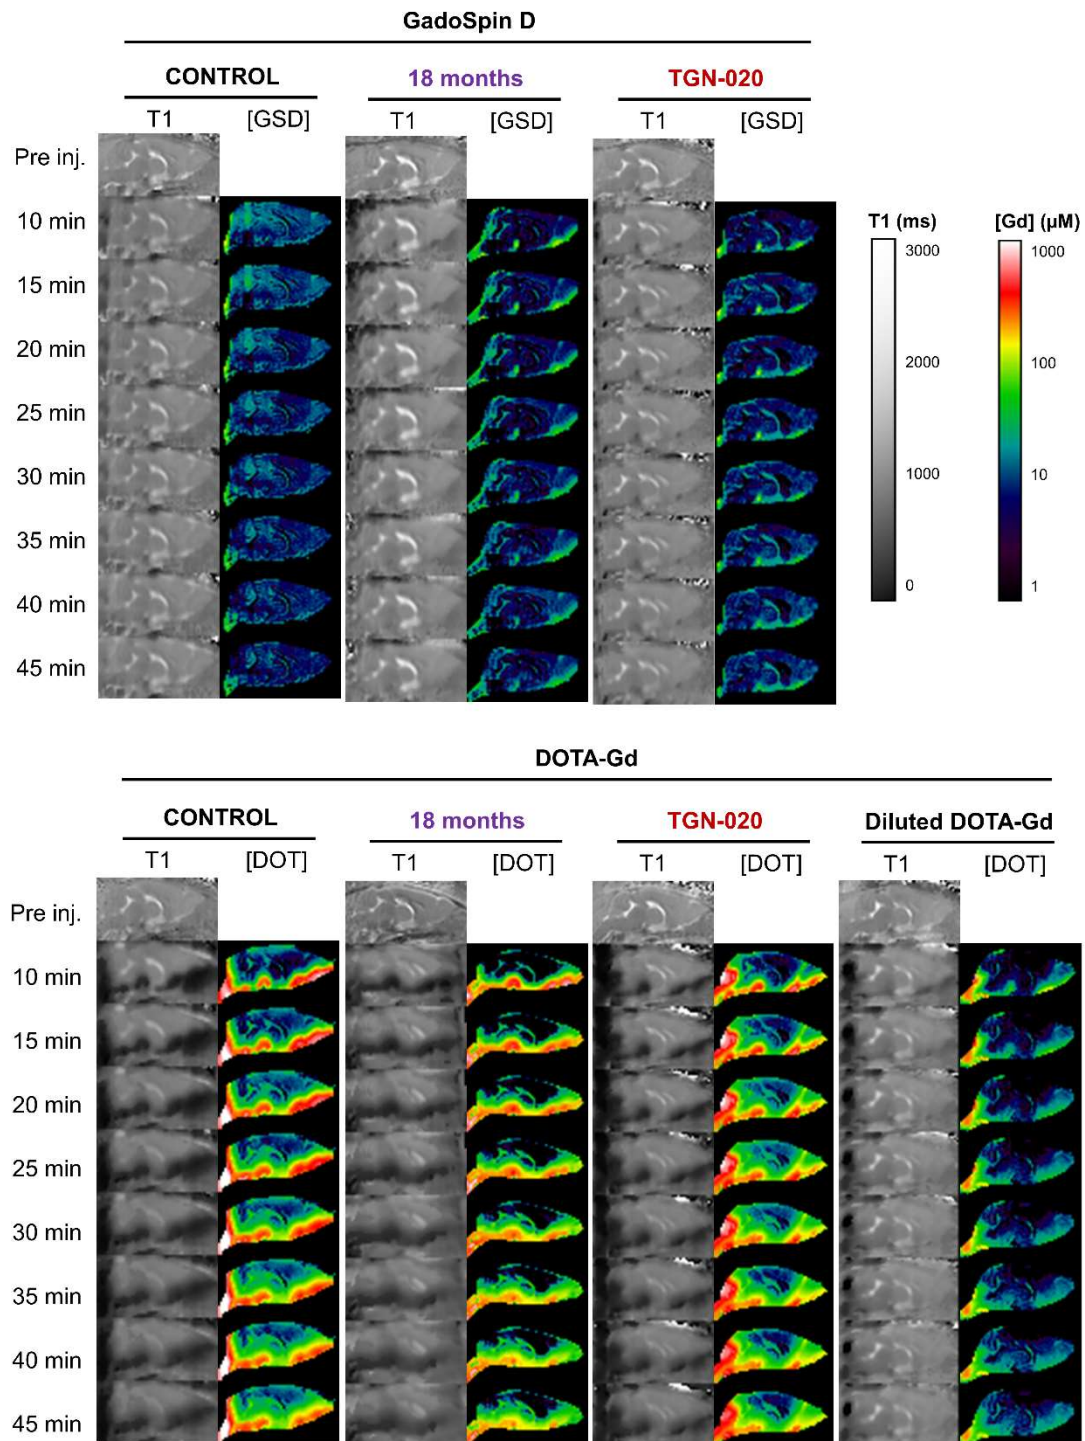 GadoSpin D
CONTROL 18 months TGN-020
T1 [GSD] T1 [GSD] T1 [GSD]
Pre inj.
10 min
15 min
20 min
25 min
30 min
35 min
40 min
45 min
T1 (ms) [Gd] (µM)
3000 1000
2000 100
1000 10
0 1
DOTA-Gd
CONTROL 18 months TGN-020 Diluted DOTA-Gd
T1 [DOT] T1 [DOT] T1 [DOT] T1 [DOT]
Pre inj.
10 min
15 min
20 min
25 min
30 min
35 min
40 min
45 min